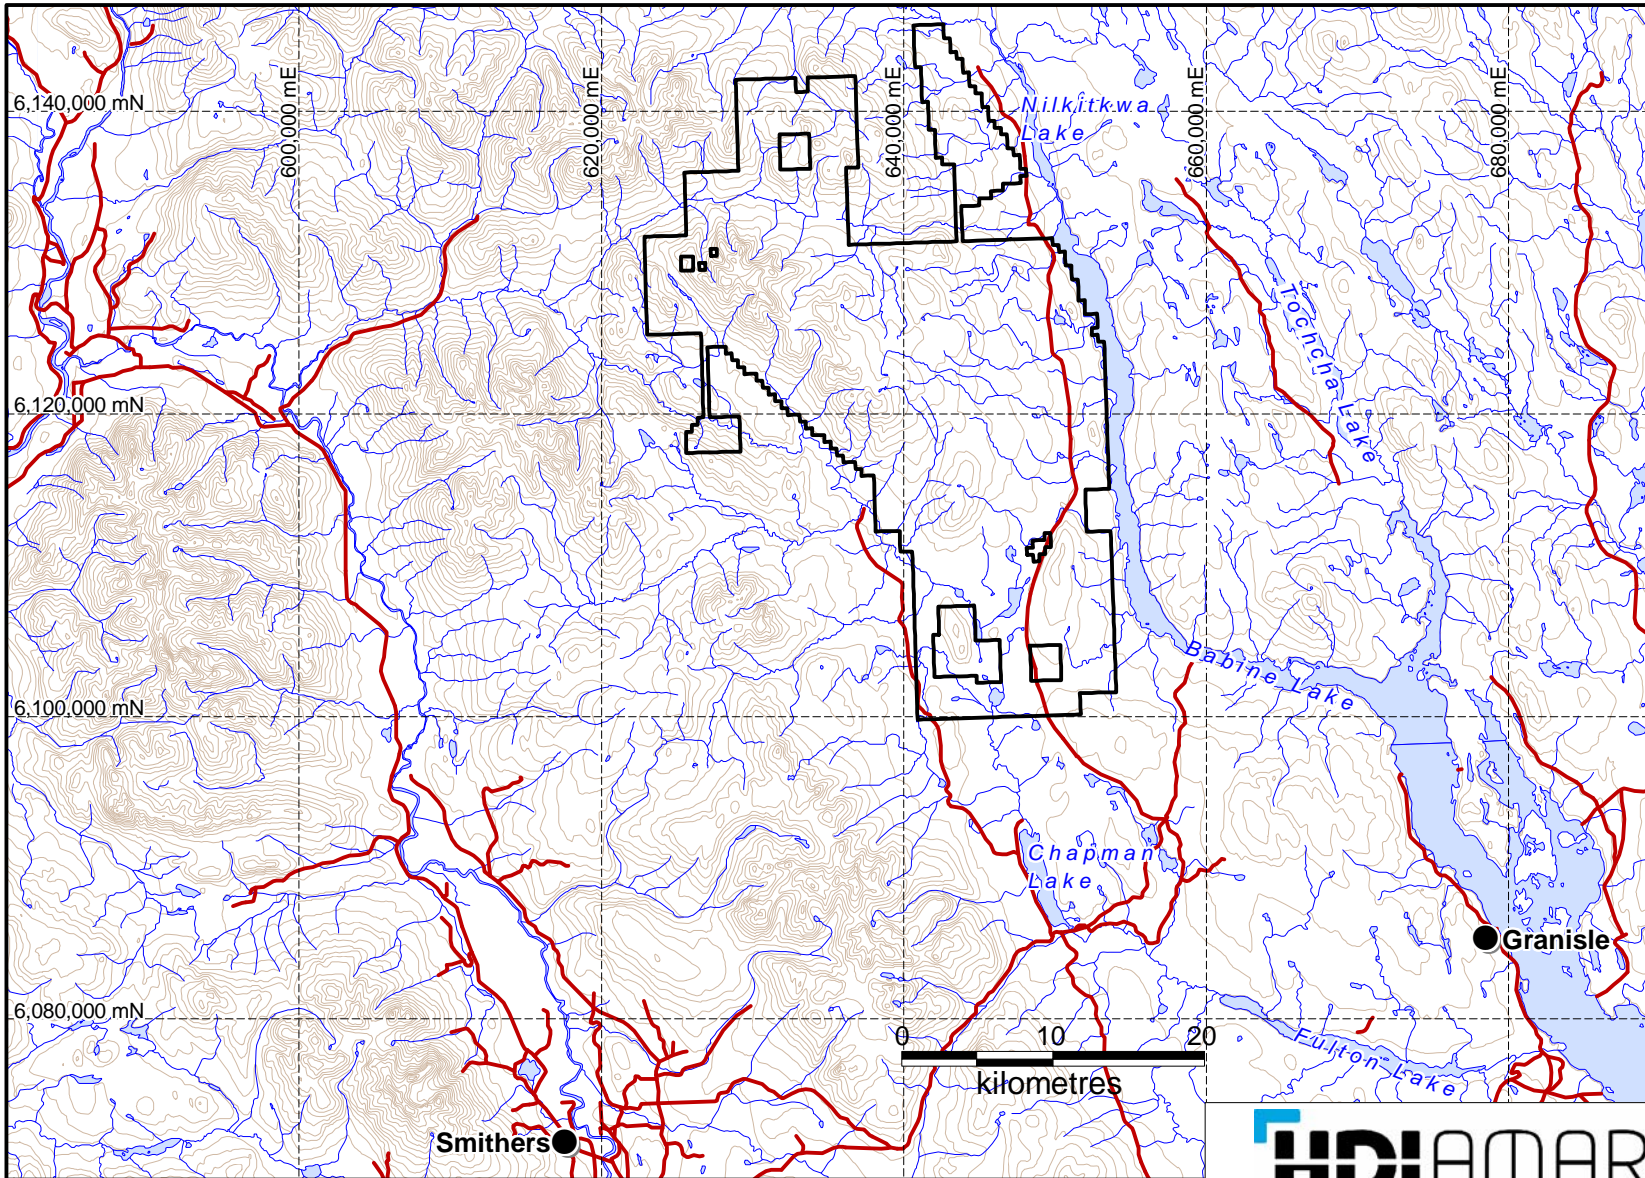 600,000 mE
620,000 mE
640,000 mE
660,000 mE
680,000 mE
6,140,000 mN
Nilkitkwa
Lake
Tochcha Lake
6,120,000 mN
Babine Lake
6,100,000 mN
Chapman
Lake
Granisle
6,080,000 mN
0 10 20
kilometres
Fulton Lake
Smithers
HDI AMAR